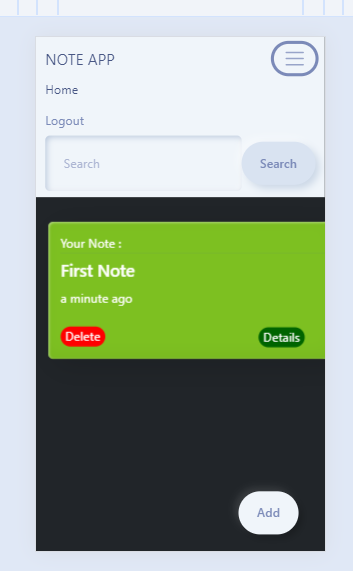 NOTE APP
Home
Logout
Search Search
Your Note :
First Note
a minute ago
Delete Details
Add